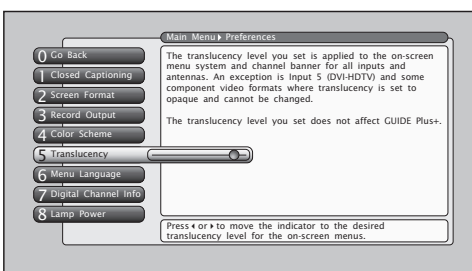 Main Menu ▸ Preferences
0 Go Back
1 Closed Captioning
2 Screen Format
3 Record Output
4 Color Scheme
5 Translucency
6 Menu Language
7 Digital Channel Info
8 Lamp Power
The translucency level you set is applied to the on-screen
menu system and channel banner for all inputs and
antennas. An exception is Input 5 (DVI-HDTV) and some
component video formats where translucency is set to
opaque and cannot be changed.
The translucency level you set does not affect GUIDE Plus+.
Press ◂ or ▸ to move the indicator to the desired
translucency level for the on-screen menus.